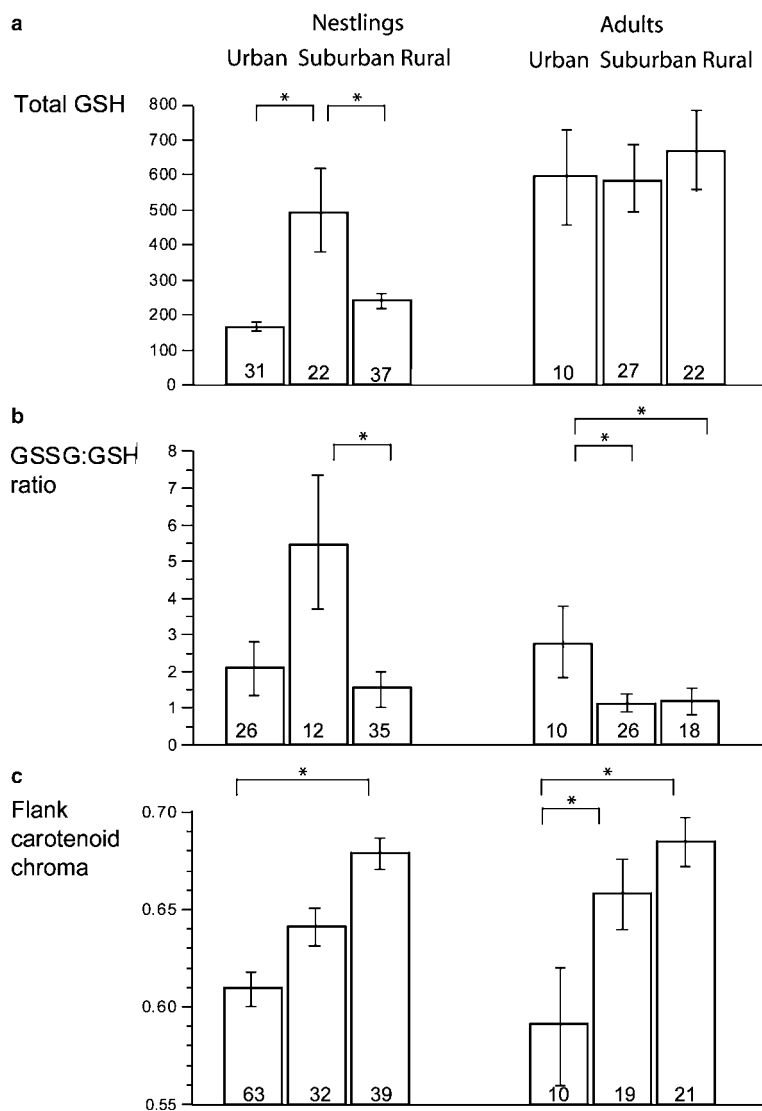 a
Nestlings Adults
Urban Suburban Rural Urban Suburban Rural
Total GSH
* *
800
700
600
500
400
300
200
100
0
31 22 37 10 27 22
b
GSSG:GSH
ratio
* * *
8
7
6
5
4
3
2
1
0
26 12 35 10 26 18
c
Flank
carotenoid
chroma
* * *
0.70
0.65
0.60
0.55
63 32 39 10 19 21